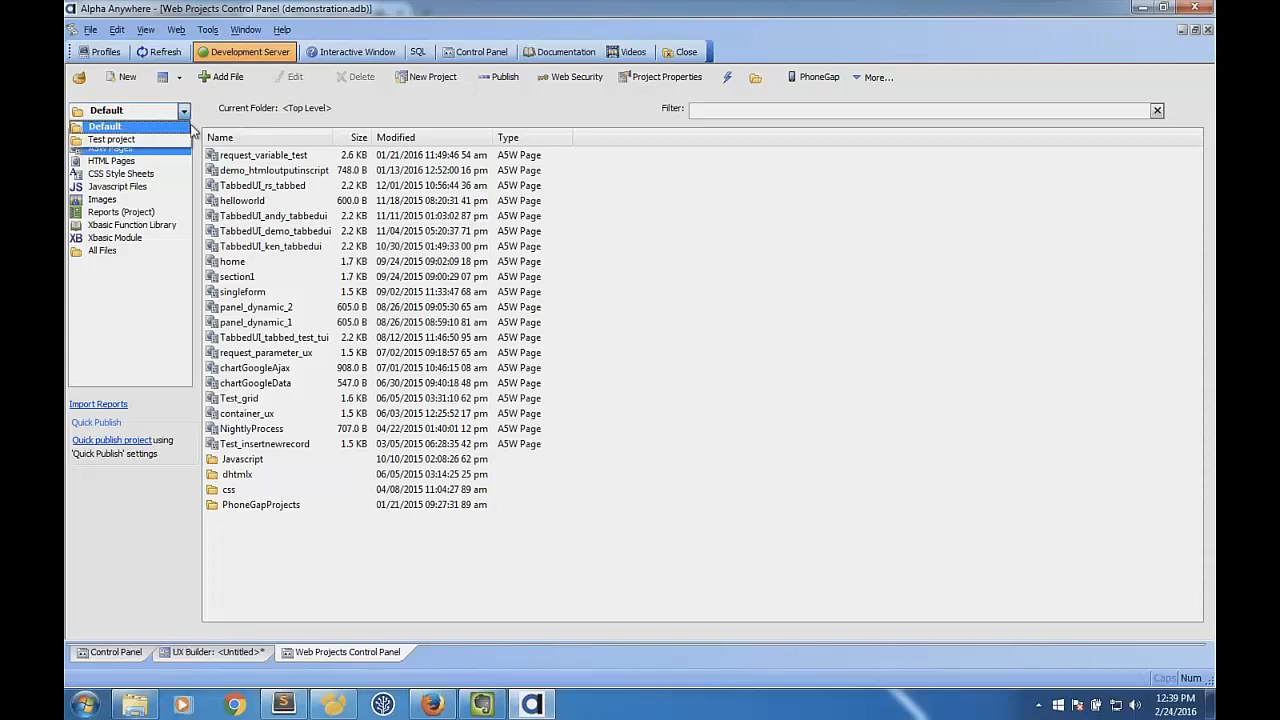 Alpha Anywhere - [Web Projects Control Panel (demonstration.adb)]
File Edit View Web Tools Window Help
Profiles Refresh Development Server Interactive Window SQL Control Panel Documentation Videos Close
New Add File Edit Delete New Project Publish Web Security Project Properties PhoneGap More...
Default Current Folder: <Top Level> Filter:
Default
Test project
A5W Pages
HTML Pages
CSS Style Sheets
JS Javascript Files
Images
Reports (Project)
Xbasic Function Library
XB Xbasic Module
All Files
Import Reports
Quick Publish
Quick publish project using
'Quick Publish' settings
Name Size Modified Type
request_variable_test 2.6 KB 01/21/2016 11:49:46 54 am A5W Page
demo_htmloutputinscript 748.0 B 01/13/2016 12:52:00 16 pm A5W Page
TabbedUI_rs_tabbed 2.2 KB 12/01/2015 10:56:44 36 am A5W Page
helloworld 600.0 B 11/18/2015 08:20:31 41 pm A5W Page
TabbedUI_andy_tabbedui 2.2 KB 11/11/2015 01:03:02 87 pm A5W Page
TabbedUI_demo_tabbedui 2.2 KB 11/04/2015 05:20:37 71 pm A5W Page
TabbedUI_ken_tabbedui 2.2 KB 10/30/2015 01:49:33 00 pm A5W Page
home 1.7 KB 09/24/2015 09:02:09 18 pm A5W Page
section1 1.7 KB 09/24/2015 09:00:29 07 pm A5W Page
singleform 1.5 KB 09/02/2015 11:33:47 68 am A5W Page
panel_dynamic_2 605.0 B 08/26/2015 09:05:30 65 am A5W Page
panel_dynamic_1 605.0 B 08/26/2015 08:59:10 81 am A5W Page
TabbedUI_tabbed_test_tui 2.2 KB 08/12/2015 11:46:50 95 am A5W Page
request_parameter_ux 1.5 KB 07/02/2015 09:18:57 65 am A5W Page
chartGoogleAjax 908.0 B 07/01/2015 10:46:15 08 am A5W Page
chartGoogleData 547.0 B 06/30/2015 09:40:18 48 pm A5W Page
Test_grid 1.6 KB 06/05/2015 03:31:10 62 pm A5W Page
container_ux 1.5 KB 06/03/2015 12:25:52 17 pm A5W Page
NightlyProcess 707.0 B 04/22/2015 01:40:01 12 pm A5W Page
Test_insertnewrecord 1.5 KB 03/05/2015 06:28:35 42 pm A5W Page
Javascript 10/10/2015 02:08:26 62 pm
dhtmlx 06/05/2015 03:14:25 25 pm
css 04/08/2015 11:04:27 89 am
PhoneGapProjects 01/21/2015 09:27:31 89 am
Control Panel UX Builder: <Untitled>* Web Projects Control Panel
Caps Num
12:39 PM
2/24/2016